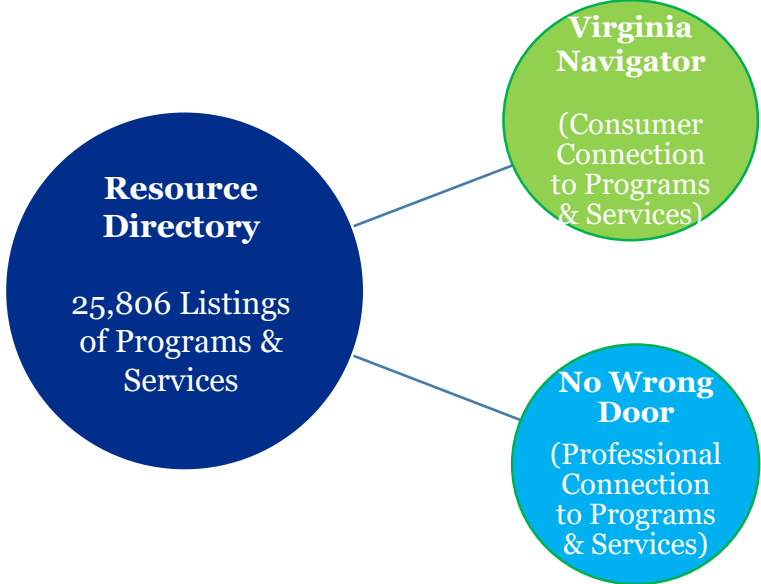 Resource
Directory
25,806 Listings
of Programs &
Services
Virginia
Navigator
(Consumer
Connection
to Programs
& Services)
No Wrong
Door
(Professional
Connection
to Programs
& Services)